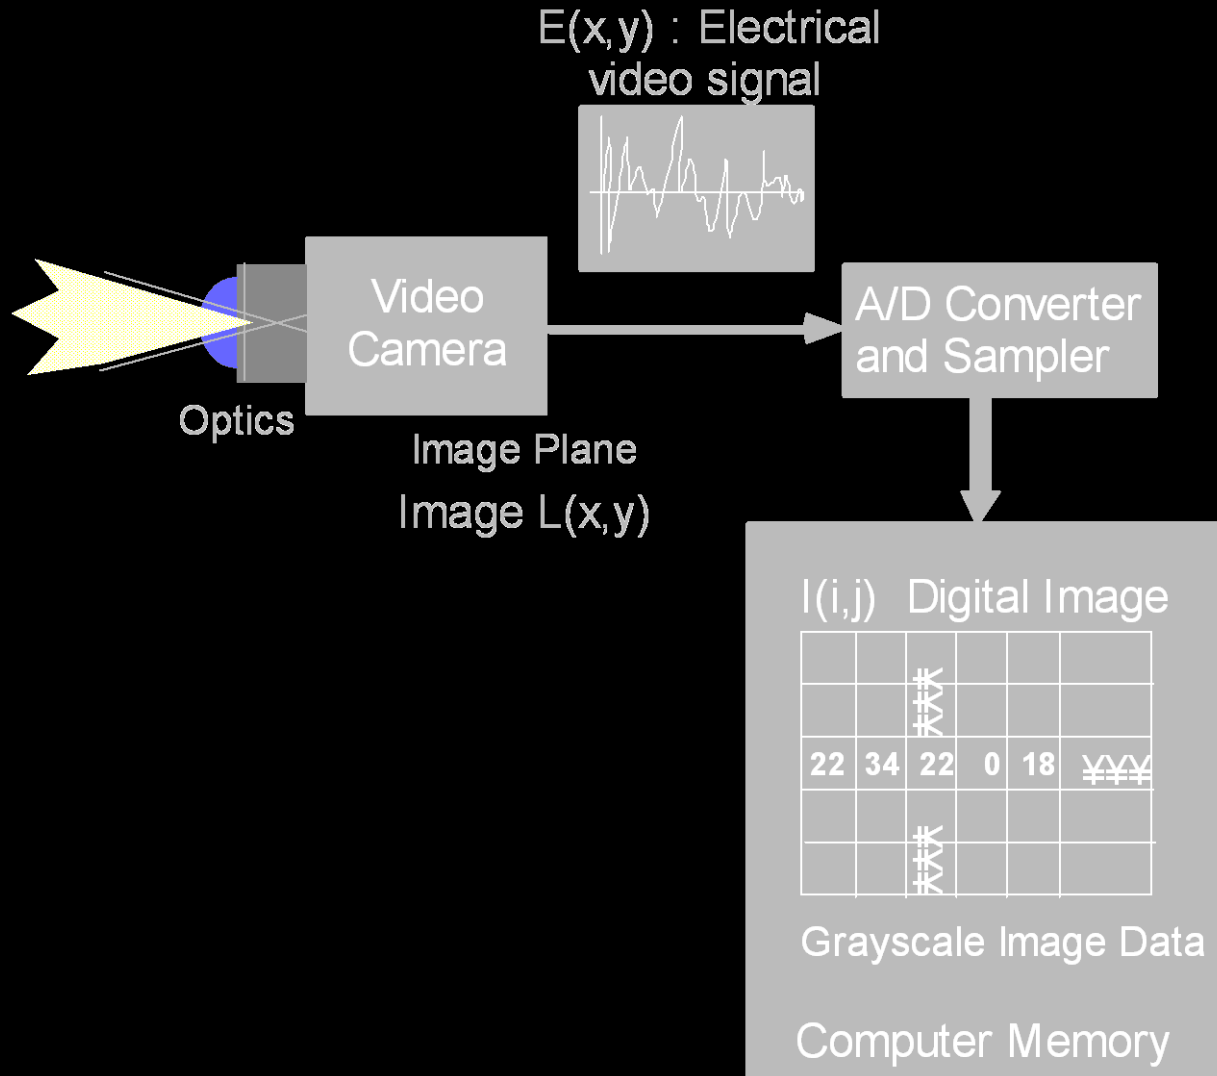 E(x,y) : Electrical
video signal
Video
Camera
A/D Converter
and Sampler
Optics
Image Plane
Image L(x,y)
I(i,j) Digital Image
¥¥¥
22 34 22 0 18 ¥¥¥
¥¥¥
Grayscale Image Data
Computer Memory